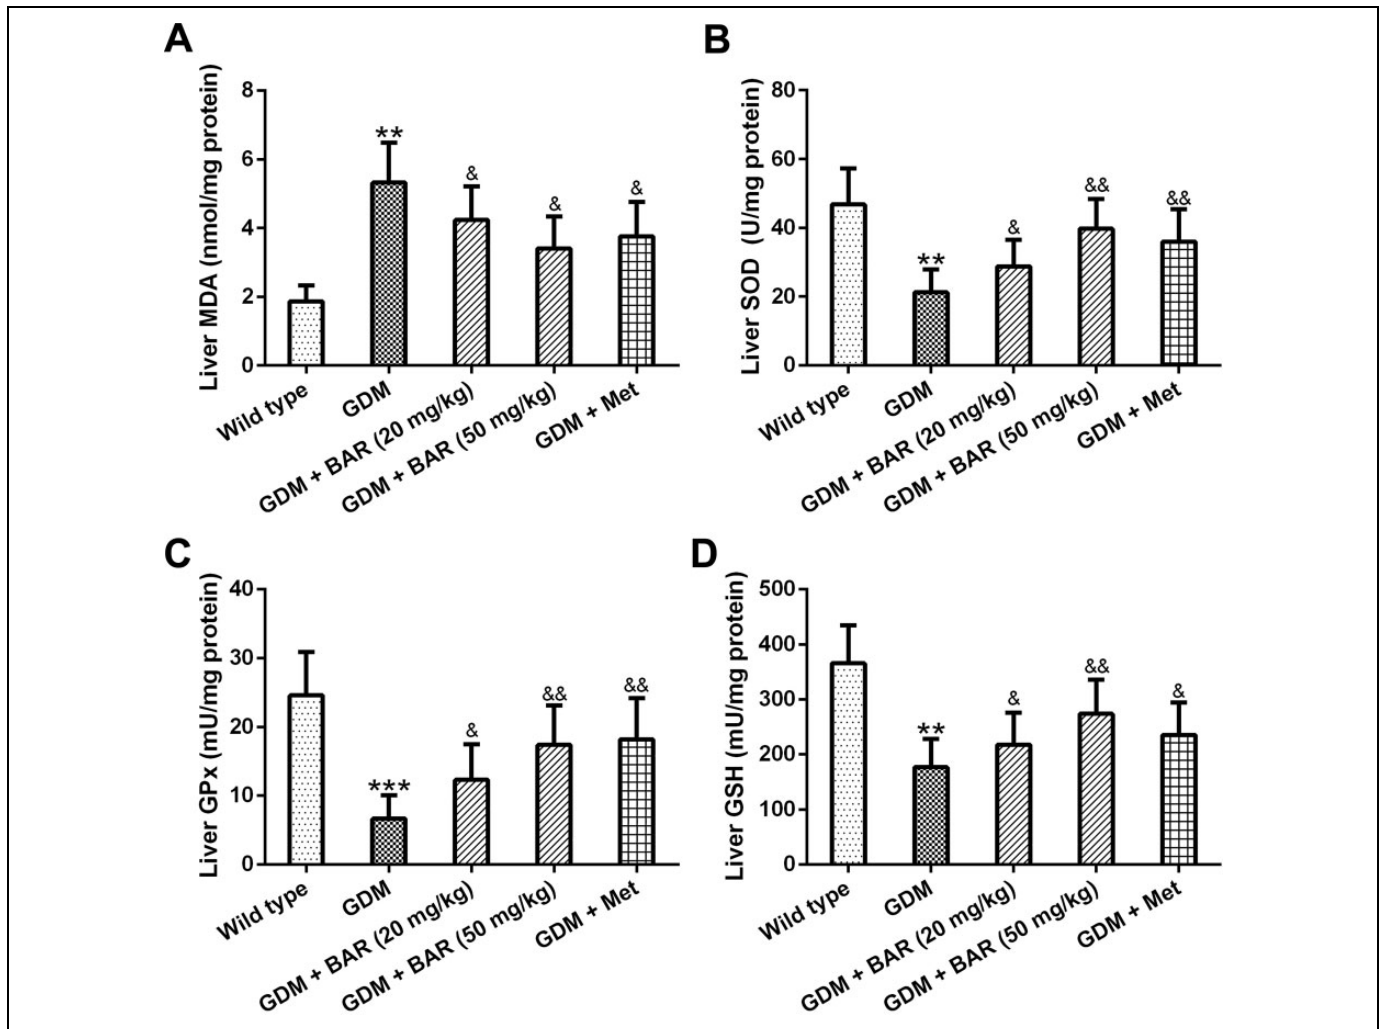 A
Liver MDA (nmol/mg protein)
8
6
4
2
0
**
&
&
&
Wild type
GDM
GDM + BAR (20 mg/kg)
GDM + BAR (50 mg/kg)
GDM + Met
B
Liver SOD (U/mg protein)
80
60
40
20
0
**
&
&&
&&
Wild type
GDM
GDM + BAR (20 mg/kg)
GDM + BAR (50 mg/kg)
GDM + Met
C
Liver GPx (mU/mg protein)
40
30
20
10
0
***
&
&&
&&
Wild type
GDM
GDM + BAR (20 mg/kg)
GDM + BAR (50 mg/kg)
GDM + Met
D
Liver GSH (mU/mg protein)
500
400
300
200
100
0
**
&
&&
&
Wild type
GDM
GDM + BAR (20 mg/kg)
GDM + BAR (50 mg/kg)
GDM + Met